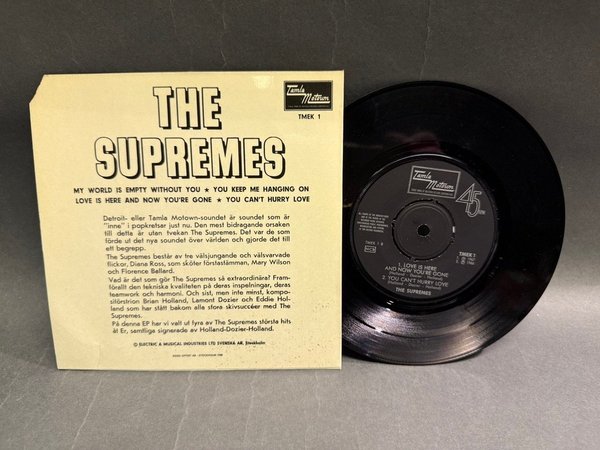 THE
SUPREMES
Tamla
Motown
TMEK 1
MY WORLD IS EMPTY WITHOUT YOU ★ YOU KEEP ME HANGING ON
LOVE IS HERE AND NOW YOU'RE GONE ★ YOU CAN'T HURRY LOVE
Detroit- eller Tamla Motown-soundet är soundet som är
"inne" i popkretsar just nu. Den mest bidragande orsaken
till detta är utan tvekan The Supremes. Det var de som
förde ut det nya soundet över världen och gjorde det till
ett begrepp.
The Supremes består av tre välsjungande och välsvarvade
flickor, Diana Ross, som sköter förstastämman, Mary Wilson
och Florence Ballard.
Vad är det som gör The Supremes så extraordinära? Fram-
förallt den tekniska kvaliteten på deras inspelningar, deras
teamwork och harmoni. Och sist, men inte minst, kompo-
sitörstrion Brian Holland, Lamont Dozier och Eddie Hol-
land som har stått bakom alla stora skivsuccéer med The
Supremes.
På denna EP har vi valt ut fyra av The Supremes största hits
åt Er, samtliga signerade av Holland-Dozier-Holland.
© ELECTRIC & MUSICAL INDUSTRIES LTD SVENSKA AB, Stockholm
Tamla
Motown
45
TMEK 1
1. LOVE IS HERE
AND NOW YOU'RE GONE
2. YOU CAN'T HURRY LOVE
THE SUPREMES